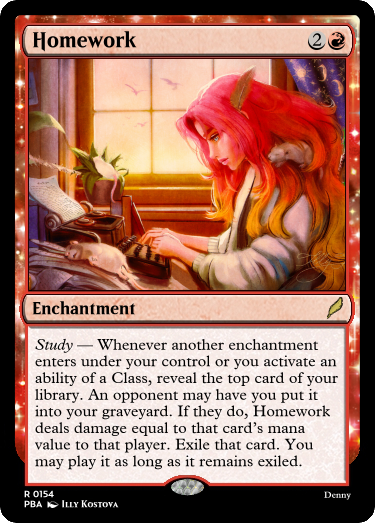 Homework 2
Enchantment
Study — Whenever another enchantment
enters under your control or you activate an
ability of a Class, reveal the top card of your
library. An opponent may have you put it
into your graveyard. If they do, Homework
deals damage equal to that card's mana
value to that player. Exile that card. You
may play it as long as it remains exiled.
R 0154
PBA Illy Kostova
Denny